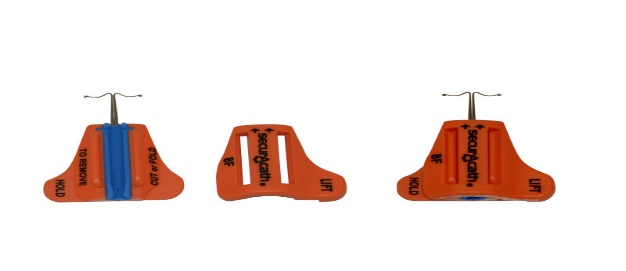 TO REMOVE
CUT or FOLD
HOLD
securAcath®
8F
LIFT
securAcath®
8F
HOLD
LIFT